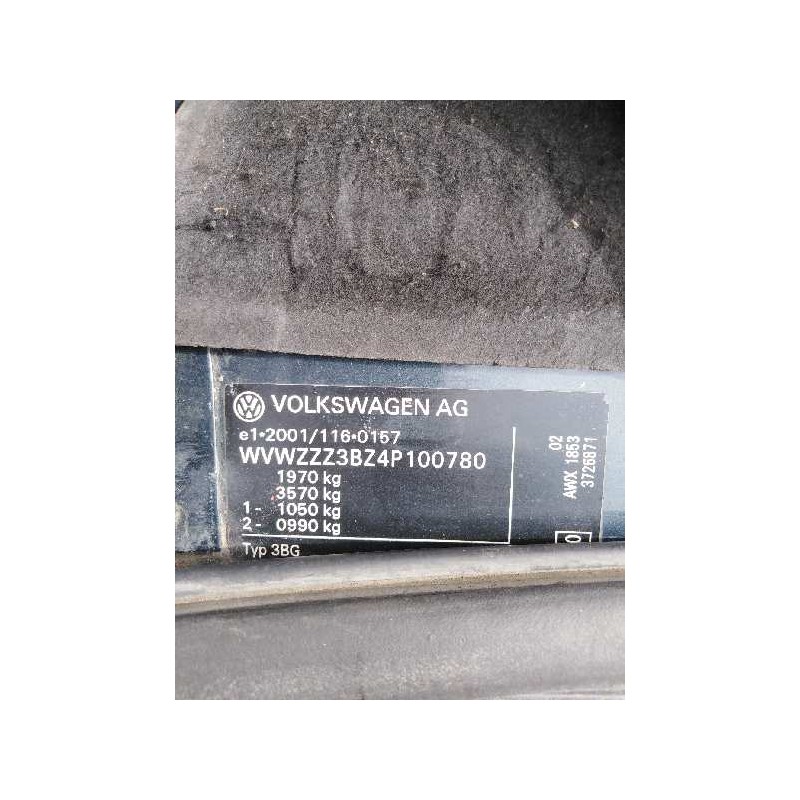 VOLKSWAGEN AG
e1*2001/116*0157
WVWZZZ3BZ4P100780
1970 kg
3570 kg
1- 1050 kg
2- 0990 kg
Typ 3BG
02
AWX 1853
3726871
0